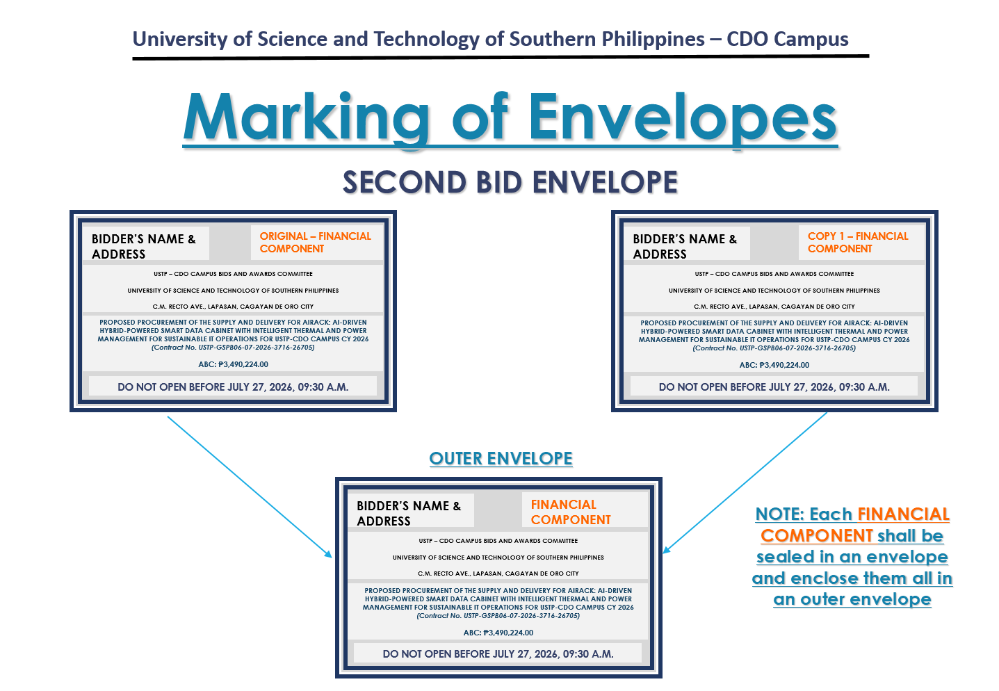 University of Science and Technology of Southern Philippines – CDO Campus
Marking of Envelopes
SECOND BID ENVELOPE
BIDDER’S NAME &
ADDRESS
ORIGINAL – FINANCIAL
COMPONENT
USTP – CDO CAMPUS BIDS AND AWARDS COMMITTEE
UNIVERSITY OF SCIENCE AND TECHNOLOGY OF SOUTHERN PHILIPPINES
C.M. RECTO AVE., LAPASAN, CAGAYAN DE ORO CITY
PROPOSED PROCUREMENT OF THE SUPPLY AND DELIVERY FOR AIRACK: AI-DRIVEN
HYBRID-POWERED SMART DATA CABINET WITH INTELLIGENT THERMAL AND POWER
MANAGEMENT FOR SUSTAINABLE IT OPERATIONS FOR USTP-CDO CAMPUS CY 2026
(Contract No. USTP-GSPB06-07-2026-3716-26705)
ABC: ₱3,490,224.00
DO NOT OPEN BEFORE JULY 27, 2026, 09:30 A.M.
BIDDER’S NAME &
ADDRESS
COPY 1 – FINANCIAL
COMPONENT
USTP – CDO CAMPUS BIDS AND AWARDS COMMITTEE
UNIVERSITY OF SCIENCE AND TECHNOLOGY OF SOUTHERN PHILIPPINES
C.M. RECTO AVE., LAPASAN, CAGAYAN DE ORO CITY
PROPOSED PROCUREMENT OF THE SUPPLY AND DELIVERY FOR AIRACK: AI-DRIVEN
HYBRID-POWERED SMART DATA CABINET WITH INTELLIGENT THERMAL AND POWER
MANAGEMENT FOR SUSTAINABLE IT OPERATIONS FOR USTP-CDO CAMPUS CY 2026
(Contract No. USTP-GSPB06-07-2026-3716-26705)
ABC: ₱3,490,224.00
DO NOT OPEN BEFORE JULY 27, 2026, 09:30 A.M.
OUTER ENVELOPE
BIDDER’S NAME &
ADDRESS
FINANCIAL
COMPONENT
USTP – CDO CAMPUS BIDS AND AWARDS COMMITTEE
UNIVERSITY OF SCIENCE AND TECHNOLOGY OF SOUTHERN PHILIPPINES
C.M. RECTO AVE., LAPASAN, CAGAYAN DE ORO CITY
PROPOSED PROCUREMENT OF THE SUPPLY AND DELIVERY FOR AIRACK: AI-DRIVEN
HYBRID-POWERED SMART DATA CABINET WITH INTELLIGENT THERMAL AND POWER
MANAGEMENT FOR SUSTAINABLE IT OPERATIONS FOR USTP-CDO CAMPUS CY 2026
(Contract No. USTP-GSPB06-07-2026-3716-26705)
ABC: ₱3,490,224.00
DO NOT OPEN BEFORE JULY 27, 2026, 09:30 A.M.
NOTE: Each FINANCIAL
COMPONENT shall be
sealed in an envelope
and enclose them all in
an outer envelope